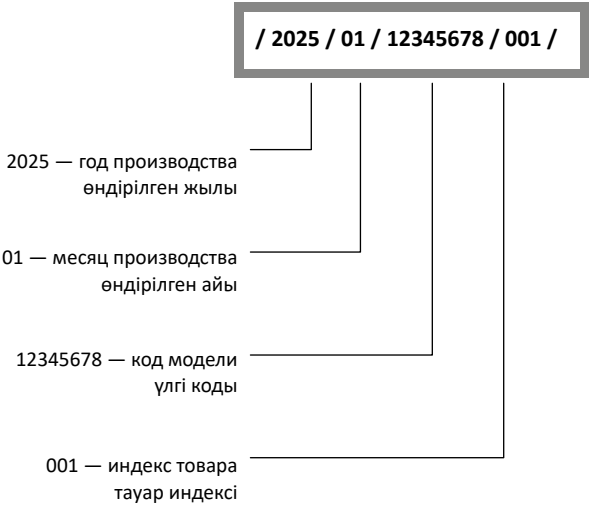 / 2025 / 01 / 12345678 / 001 /
2025 — год производства
өндірілген жылы
01 — месяц производства
өндірілген айы
12345678 — код модели
үлгі коды
001 — индекс товара
тауар индексі